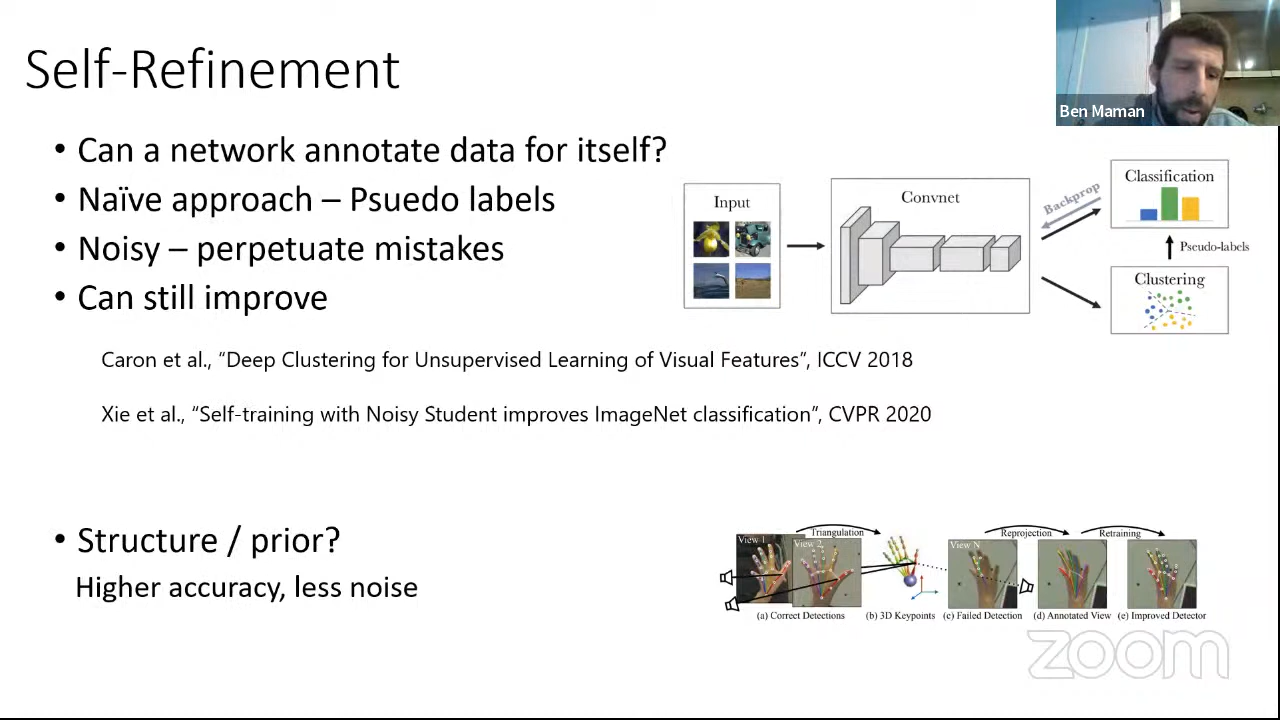 Self-Refinement
Ben Maman
• Can a network annotate data for itself?
• Naïve approach – Psuedo labels
• Noisy – perpetuate mistakes
• Can still improve
Input
Convnet
Backprop
Classification
Pseudo-labels
Clustering
Caron et al., “Deep Clustering for Unsupervised Learning of Visual Features”, ICCV 2018
Xie et al., “Self-training with Noisy Student improves ImageNet classification”, CVPR 2020
• Structure / prior?
Higher accuracy, less noise
Triangulation
Reprojection
Retraining
View 1
View 2
View N
(a) Correct Detections
(b) 3D Keypoints
(c) Failed Detection
(d) Annotated View
(e) Improved Detector
zoom